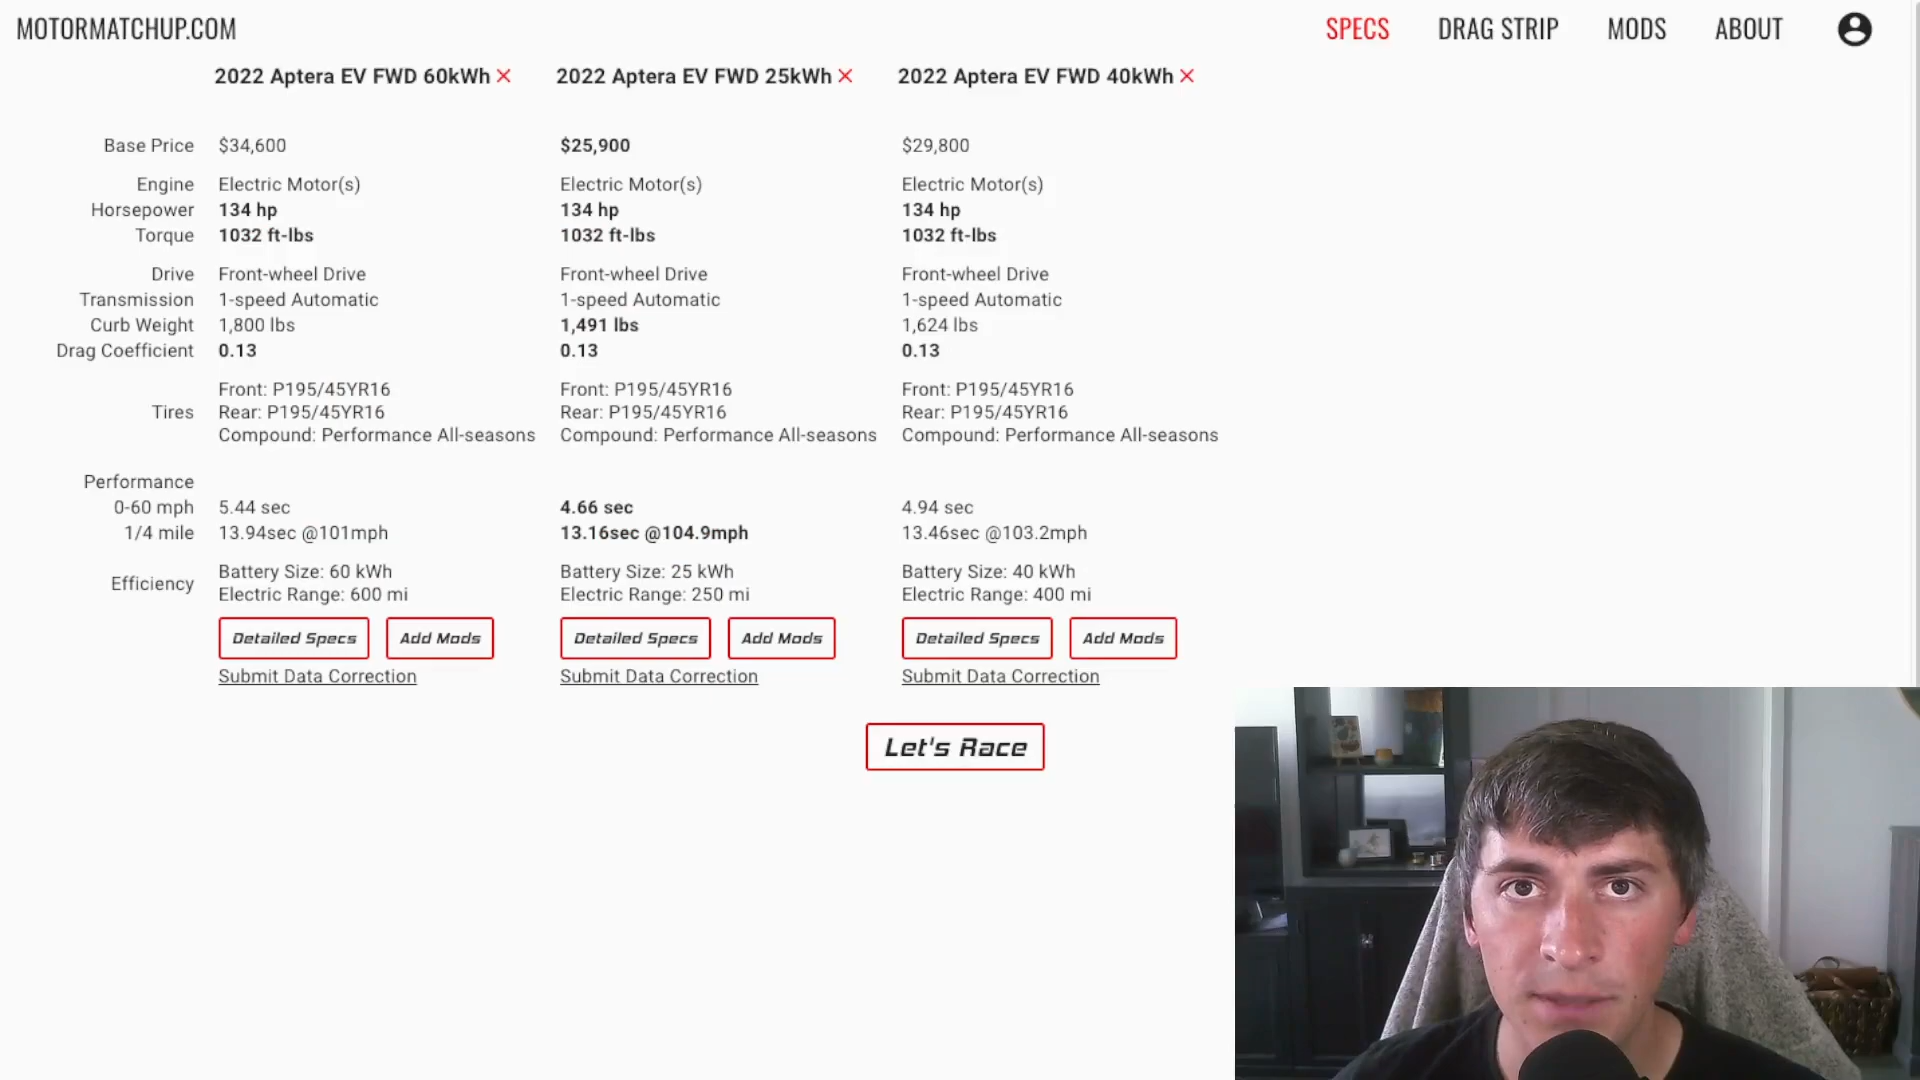 MOTORMATCHUP.COM SPECS DRAG STRIP MODS ABOUT
2022 Aptera EV FWD 60kWh 2022 Aptera EV FWD 25kWh 2022 Aptera EV FWD 40kWh
Base Price $34,600 $25,900 $29,800
Engine Electric Motor(s) Electric Motor(s) Electric Motor(s)
Horsepower 134 hp 134 hp 134 hp
Torque 1032 ft-lbs 1032 ft-lbs 1032 ft-lbs
Drive Front-wheel Drive Front-wheel Drive Front-wheel Drive
Transmission 1-speed Automatic 1-speed Automatic 1-speed Automatic
Curb Weight 1,800 lbs 1,491 lbs 1,624 lbs
Drag Coefficient 0.13 0.13 0.13
Front: P195/45YR16 Front: P195/45YR16 Front: P195/45YR16
Tires Rear: P195/45YR16 Rear: P195/45YR16 Rear: P195/45YR16
Compound: Performance All-seasons Compound: Performance All-seasons Compound: Performance All-seasons
Performance
0-60 mph 5.44 sec 4.66 sec 4.94 sec
1/4 mile 13.94sec @101mph 13.16sec @104.9mph 13.46sec @103.2mph
Battery Size: 60 kWh Battery Size: 25 kWh Battery Size: 40 kWh
Efficiency
Electric Range: 600 mi Electric Range: 250 mi Electric Range: 400 mi
Detailed Specs Add Mods Detailed Specs Add Mods Detailed Specs Add Mods
Submit Data Correction Submit Data Correction Submit Data Correction
Let's Race